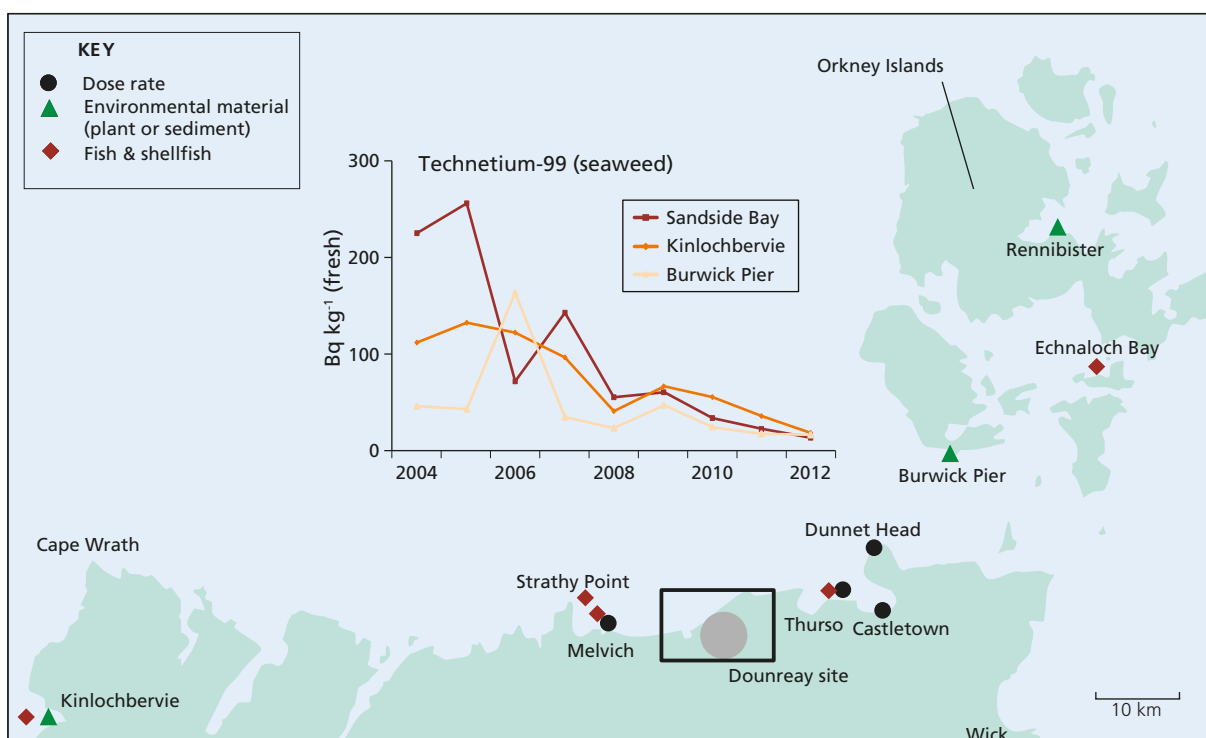 KEY
Dose rate
Environmental material
(plant or sediment)
Fish & shellfish
Orkney Islands
Technetium-99 (seaweed)
300
200
100
0
Bq kg⁻¹ (fresh)
Sandside Bay
Kinlochbervie
Burwick Pier
2004
2006
2008
2010
2012
Rennibister
Echnaloch Bay
Burwick Pier
Cape Wrath
Dunnet Head
Strathy Point
Thurso
Castletown
Melvich
Dounreay site
Kinlochbervie
10 km
Wick